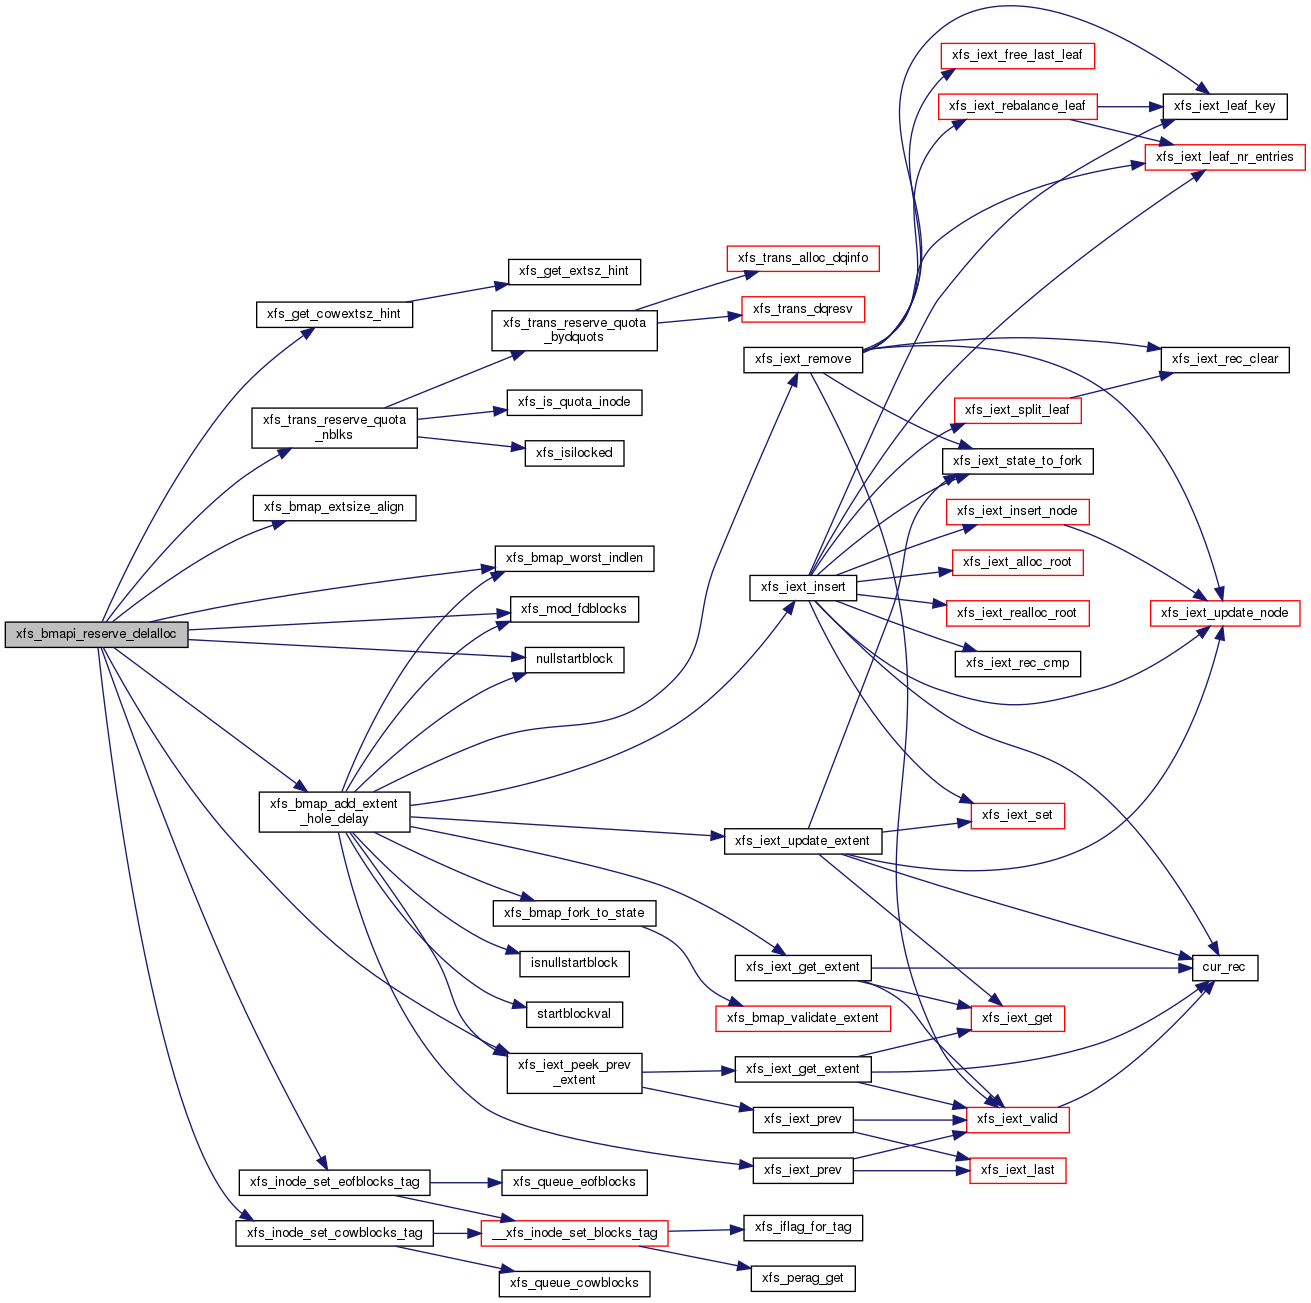 xfs_bmapi_reserve_delalloc
xfs_get_cowextsz_hint
xfs_get_extsz_hint
xfs_trans_reserve_quota
_nblks
xfs_trans_reserve_quota
_bydquots
xfs_trans_alloc_dqinfo
xfs_trans_dqresv
xfs_is_quota_inode
xfs_isilocked
xfs_bmap_extsize_align
xfs_bmap_worst_indlen
xfs_mod_fdblocks
nullstartblock
xfs_bmap_add_extent
_hole_delay
xfs_iext_remove
xfs_iext_free_last_leaf
xfs_iext_rebalance_leaf
xfs_iext_leaf_key
xfs_iext_leaf_nr_entries
xfs_iext_rec_clear
xfs_iext_split_leaf
xfs_iext_state_to_fork
xfs_iext_insert_node
xfs_iext_insert
xfs_iext_alloc_root
xfs_iext_realloc_root
xfs_iext_update_node
xfs_iext_rec_cmp
xfs_iext_set
xfs_iext_update_extent
xfs_bmap_fork_to_state
isnullstartblock
startblockval
xfs_iext_get_extent
cur_rec
xfs_bmap_validate_extent
xfs_iext_get
xfs_iext_peek_prev
_extent
xfs_iext_get_extent
xfs_iext_prev
xfs_iext_valid
xfs_iext_prev
xfs_iext_last
xfs_inode_set_eofblocks_tag
xfs_queue_eofblocks
xfs_inode_set_cowblocks_tag
__xfs_inode_set_blocks_tag
xfs_iflag_for_tag
xfs_queue_cowblocks
xfs_perag_get